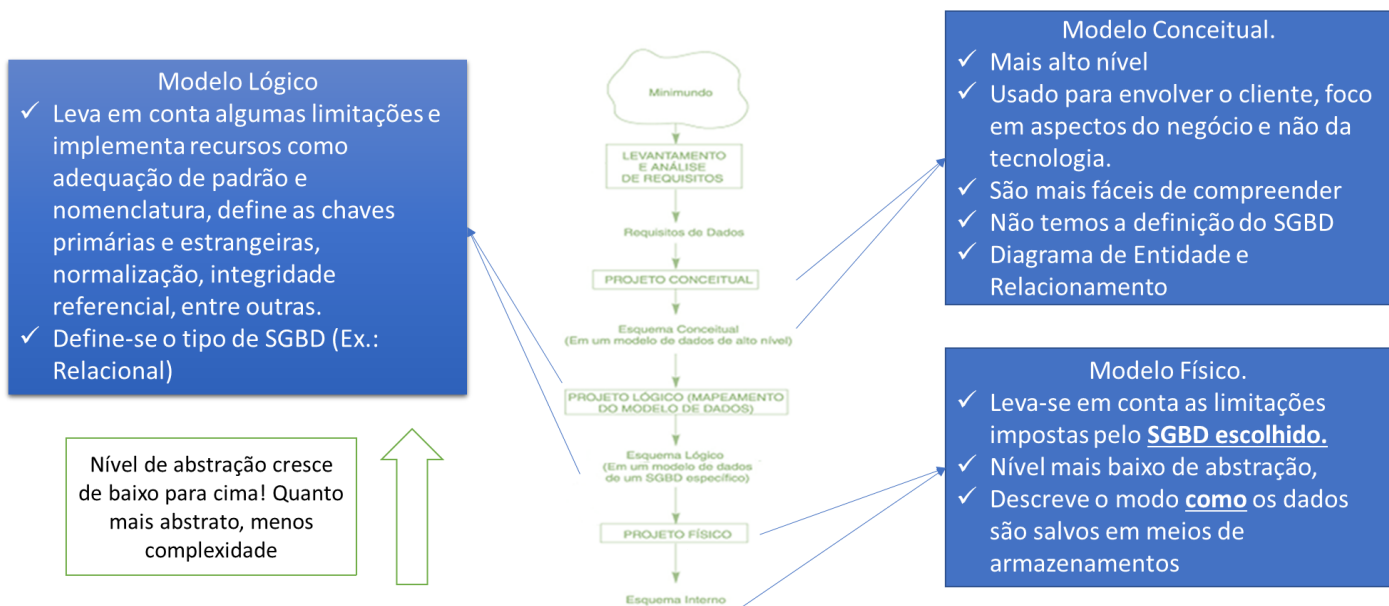 Modelo Lógico
✓ Leva em conta algumas limitações e
implementa recursos como
adequação de padrão e
nomenclatura, define as chaves
primárias e estrangeiras,
normalização, integridade
referencial, entre outras.
✓ Define-se o tipo de SGBD (Ex.:
Relacional)
Nível de abstração cresce
de baixo para cima! Quanto
mais abstrato, menos
complexidade
Minimundo
LEVANTAMENTO
E ANÁLISE
DE REQUISITOS
Requisitos de Dados
PROJETO CONCEITUAL
Esquema Conceitual
(Em um modelo de dados de alto nível)
PROJETO LÓGICO (MAPEAMENTO
DO MODELO DE DADOS)
Esquema Lógico
(Em um modelo de dados
de um SGBD específico)
PROJETO FÍSICO
Esquema Interno
Modelo Conceitual.
✓ Mais alto nível
✓ Usado para envolver o cliente, foco
em aspectos do negócio e não da
tecnologia.
✓ São mais fáceis de compreender
✓ Não temos a definição do SGBD
✓ Diagrama de Entidade e
Relacionamento
Modelo Físico.
✓ Leva-se em conta as limitações
impostas pelo SGBD escolhido.
✓ Nível mais baixo de abstração,
✓ Descreve o modo como os dados
são salvos em meios de
armazenamentos